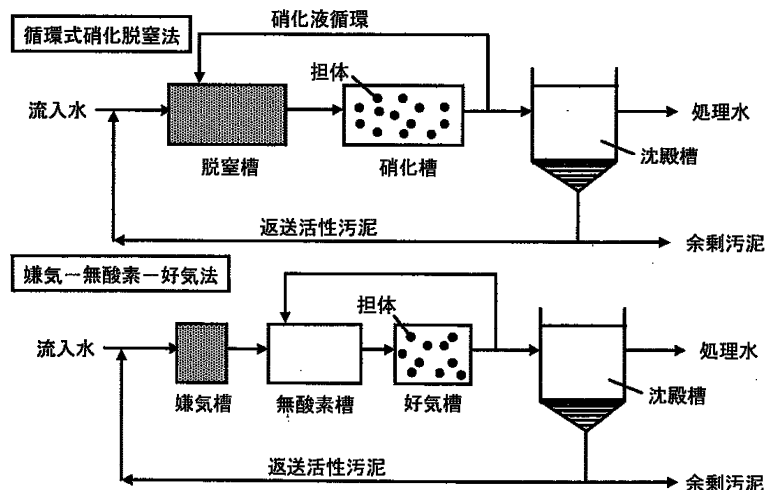 循環式硝化脱窒法
硝化液循環
担体
流入水
処理水
脱窒槽
硝化槽
沈殿槽
返送活性汚泥
余剰汚泥
嫌気－無酸素－好気法
担体
流入水
処理水
嫌気槽
無酸素槽
好気槽
沈殿槽
返送活性汚泥
余剰汚泥